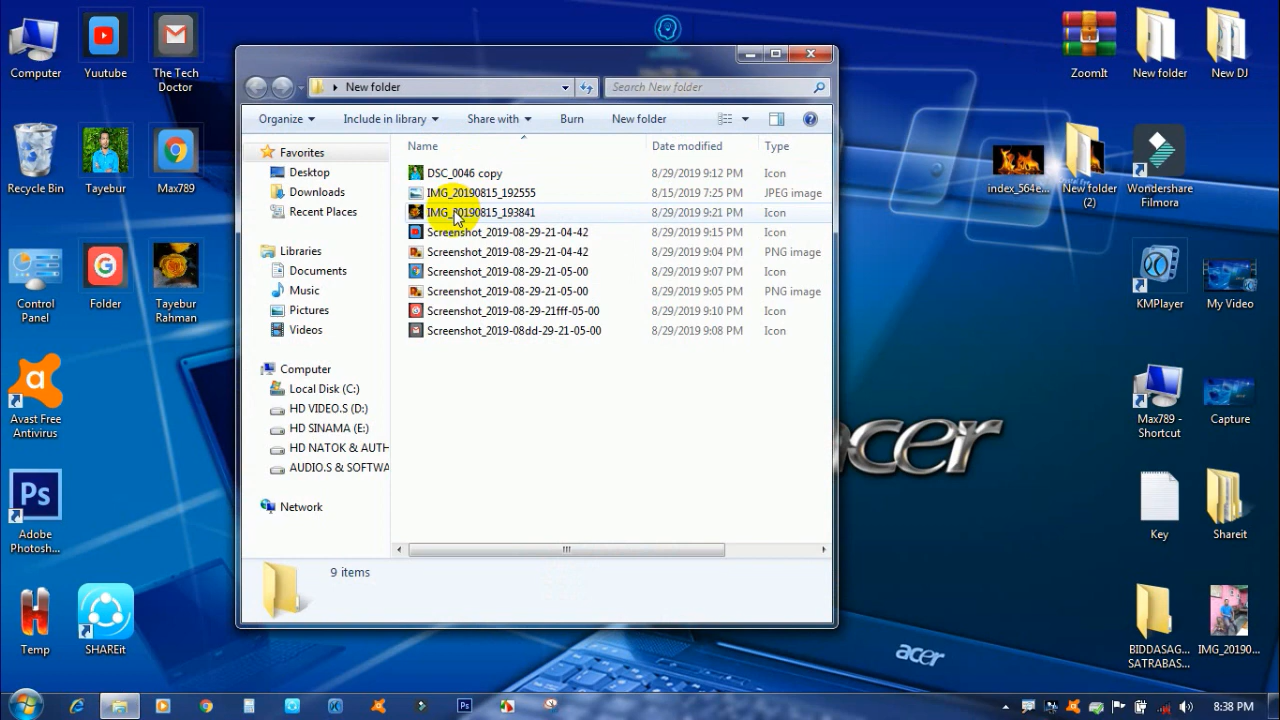 Computer
Yuutube
The Tech
Doctor
Recycle Bin
Tayebur
Max789
Control
Panel
Folder
Tayebur
Rahman
Avast Free
Antivirus
Ps
Adobe
Photosh...
Temp
SHAREit
New folder
Search New folder
Organize
Include in library
Share with
Burn
New folder
Favorites
Desktop
Downloads
Recent Places
Libraries
Documents
Music
Pictures
Videos
Computer
Local Disk (C:)
HD VIDEO.S (D:)
HD SINAMA (E:)
HD NATOK & AUTH
AUDIO.S & SOFTWA
Network
Name Date modified Type
DSC_0046 copy 8/29/2019 9:12 PM Icon
IMG_20190815_192555 8/15/2019 7:25 PM JPEG image
IMG_20190815_193841 8/29/2019 9:21 PM Icon
Screenshot_2019-08-29-21-04-42 8/29/2019 9:15 PM Icon
Screenshot_2019-08-29-21-04-42 8/29/2019 9:04 PM PNG image
Screenshot_2019-08-29-21-05-00 8/29/2019 9:07 PM Icon
Screenshot_2019-08-29-21-05-00 8/29/2019 9:05 PM PNG image
Screenshot_2019-08-29-21fff-05-00 8/29/2019 9:10 PM Icon
Screenshot_2019-08dd-29-21-05-00 8/29/2019 9:08 PM Icon
9 items
ZoomIt
New folder
New DJ
index_564e...
New folder
(2)
Wondershare
Filmora
KMPlayer
My Video
Max789 -
Shortcut
Capture
Key
Shareit
BIDDASAG...
SATRABAS...
IMG_20190...
acer
acer
Ps
8:38 PM